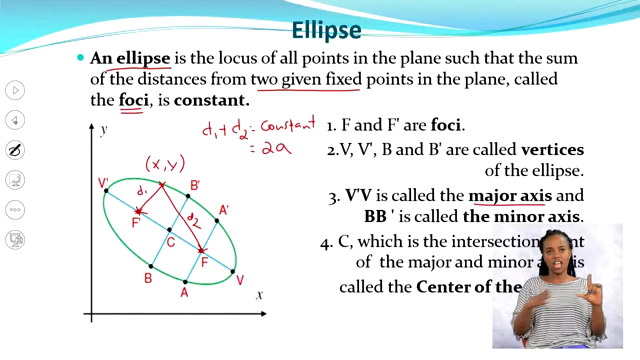 Ellipse
• An ellipse is the locus of all points in the plane such that the sum
of the distances from two given fixed points in the plane, called
the foci, is constant.
d₁ + d₂ = constant
= 2a
(x, y)
y
V'
d₁
B'
F'
d₂
A'
C
F
B
A
V
x
1. F and F' are foci.
2. V, V', B and B' are called vertices
of the ellipse.
3. V'V is called the major axis and
BB ' is called the minor axis.
4. C, which is the intersection
of the major and minor
called the Center of the